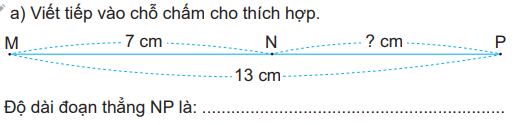 a) Viết tiếp vào chỗ chấm cho thích hợp.
M 7 cm N ? cm P
13 cm
Độ dài đoạn thẳng NP là: ............................................................